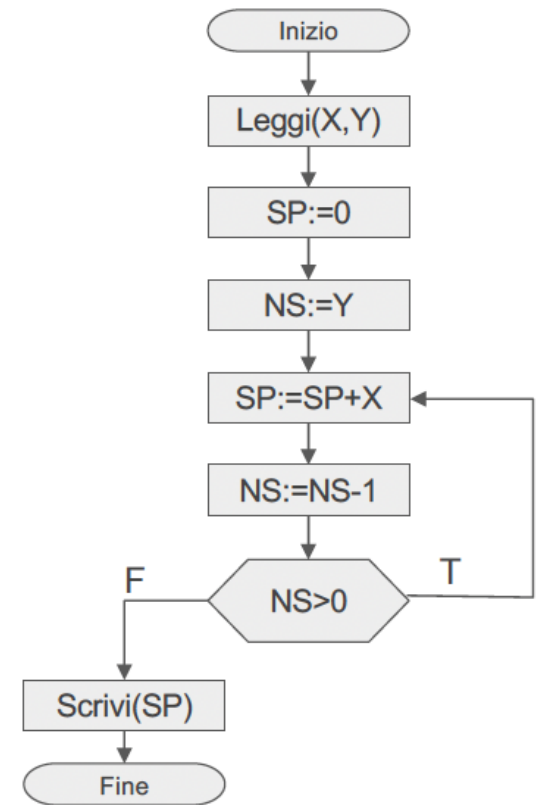 Inizio
Leggi(X,Y)
SP:=0
NS:=Y
SP:=SP+X
NS:=NS-1
NS>0
F
T
Scrivi(SP)
Fine